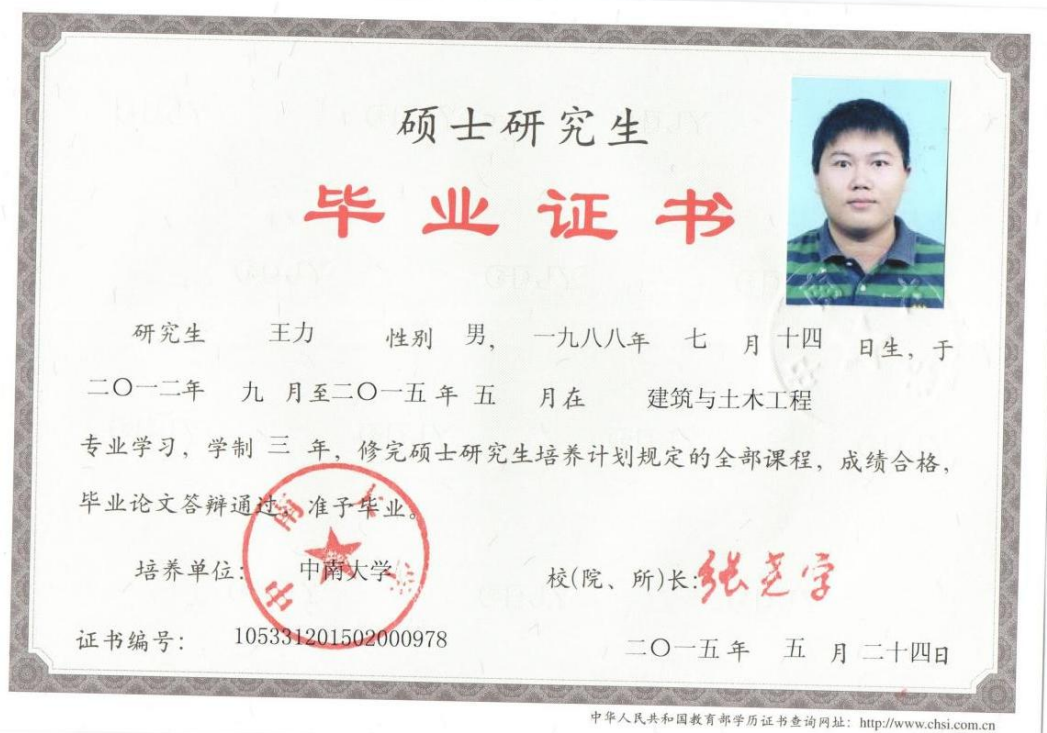 硕士研究生
毕业证书
研究生 王力 性别 男, 一九八八年 七 月 十四 日生, 于
二〇一二年 九 月至二〇一五年 五 月在 建筑与土木工程
专业学习, 学制 三 年, 修完硕士研究生培养计划规定的全部课程, 成绩合格,
毕业论文答辩通过, 准予毕业。
中南大学
培养单位: 中南大学 校(院、所)长: 张尧学
证书编号: 105331201502000978 二〇一五年 五 月 二十四日
中华人民共和国教育部学历证书查询网址: http://www.chsi.com.cn